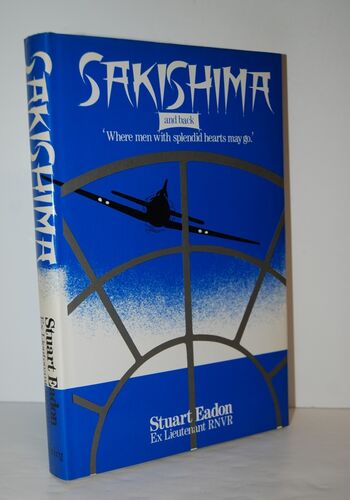 SAKISHIMA
and back
‘Where men with splendid hearts may go.’
Stuart Eadon
Ex Lieutenant RNVR
SAKISHIMA
Stuart Eadon
Ex Lieutenant RNVR